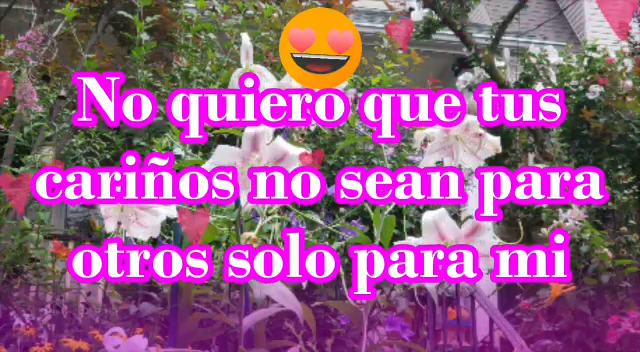 No quiero que tus
cariños no sean para
otros solo para mi